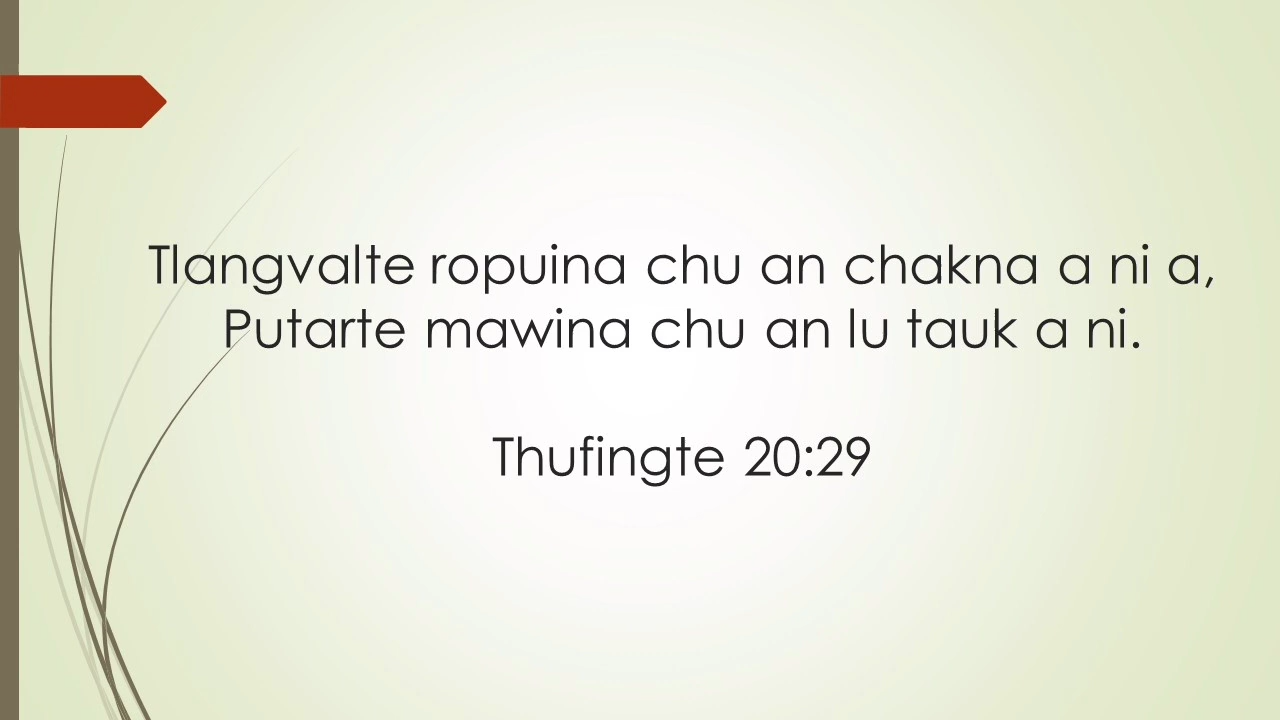 Tlangvalte ropuina chu an chakna a ni a,
Putarte mawina chu an lu tauk a ni.
Thufingte 20:29